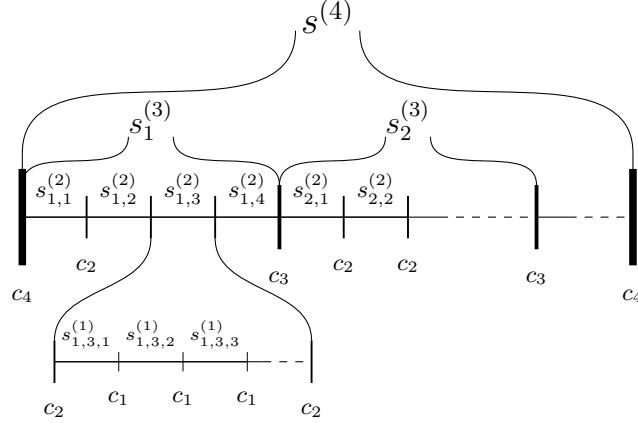 s^{(4)}
s_1^{(3)} s_2^{(3)}
s_{1,1}^{(2)} s_{1,2}^{(2)} s_{1,3}^{(2)} s_{1,4}^{(2)} s_{2,1}^{(2)} s_{2,2}^{(2)}
c_2 c_3 c_2 c_2 c_3
c_4 c_4
s_{1,3,1}^{(1)} s_{1,3,2}^{(1)} s_{1,3,3}^{(1)}
c_2 c_1 c_1 c_1 c_2